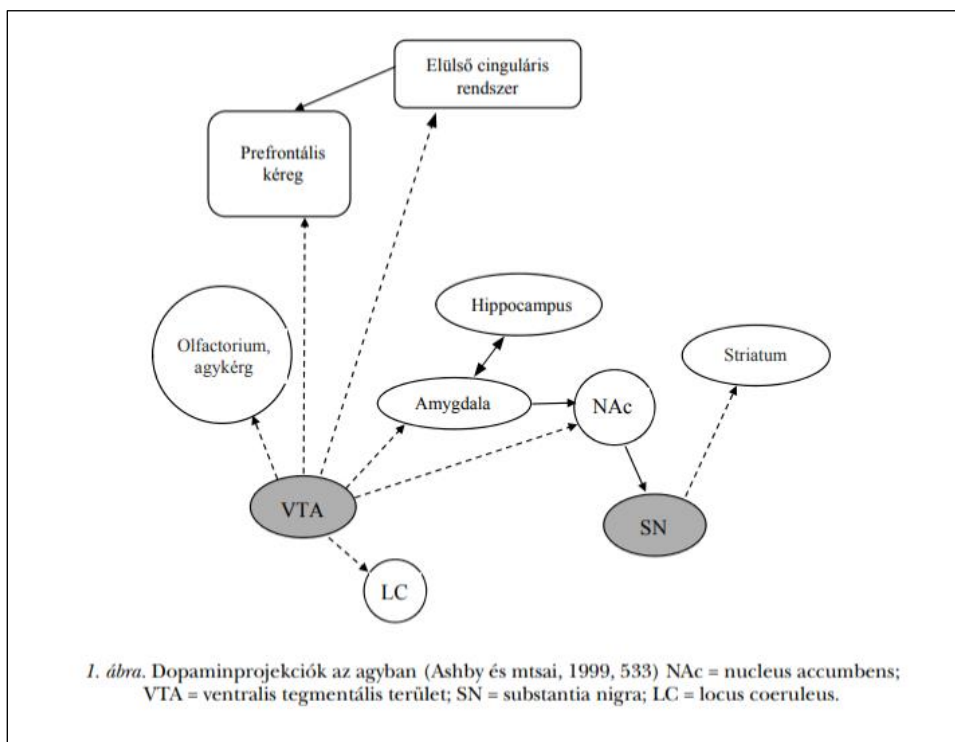 Elülső cinguláris
rendszer
Prefrontális
kéreg
Hippocampus
Olfactorium,
agykérg
Striatum
Amygdala
NAc
VTA
SN
LC
1. ábra. Dopaminprojekciók az agyban (Ashby és mtsai, 1999, 533) NAc = nucleus accumbens;
VTA = ventralis tegmentális terület; SN = substantia nigra; LC = locus coeruleus.